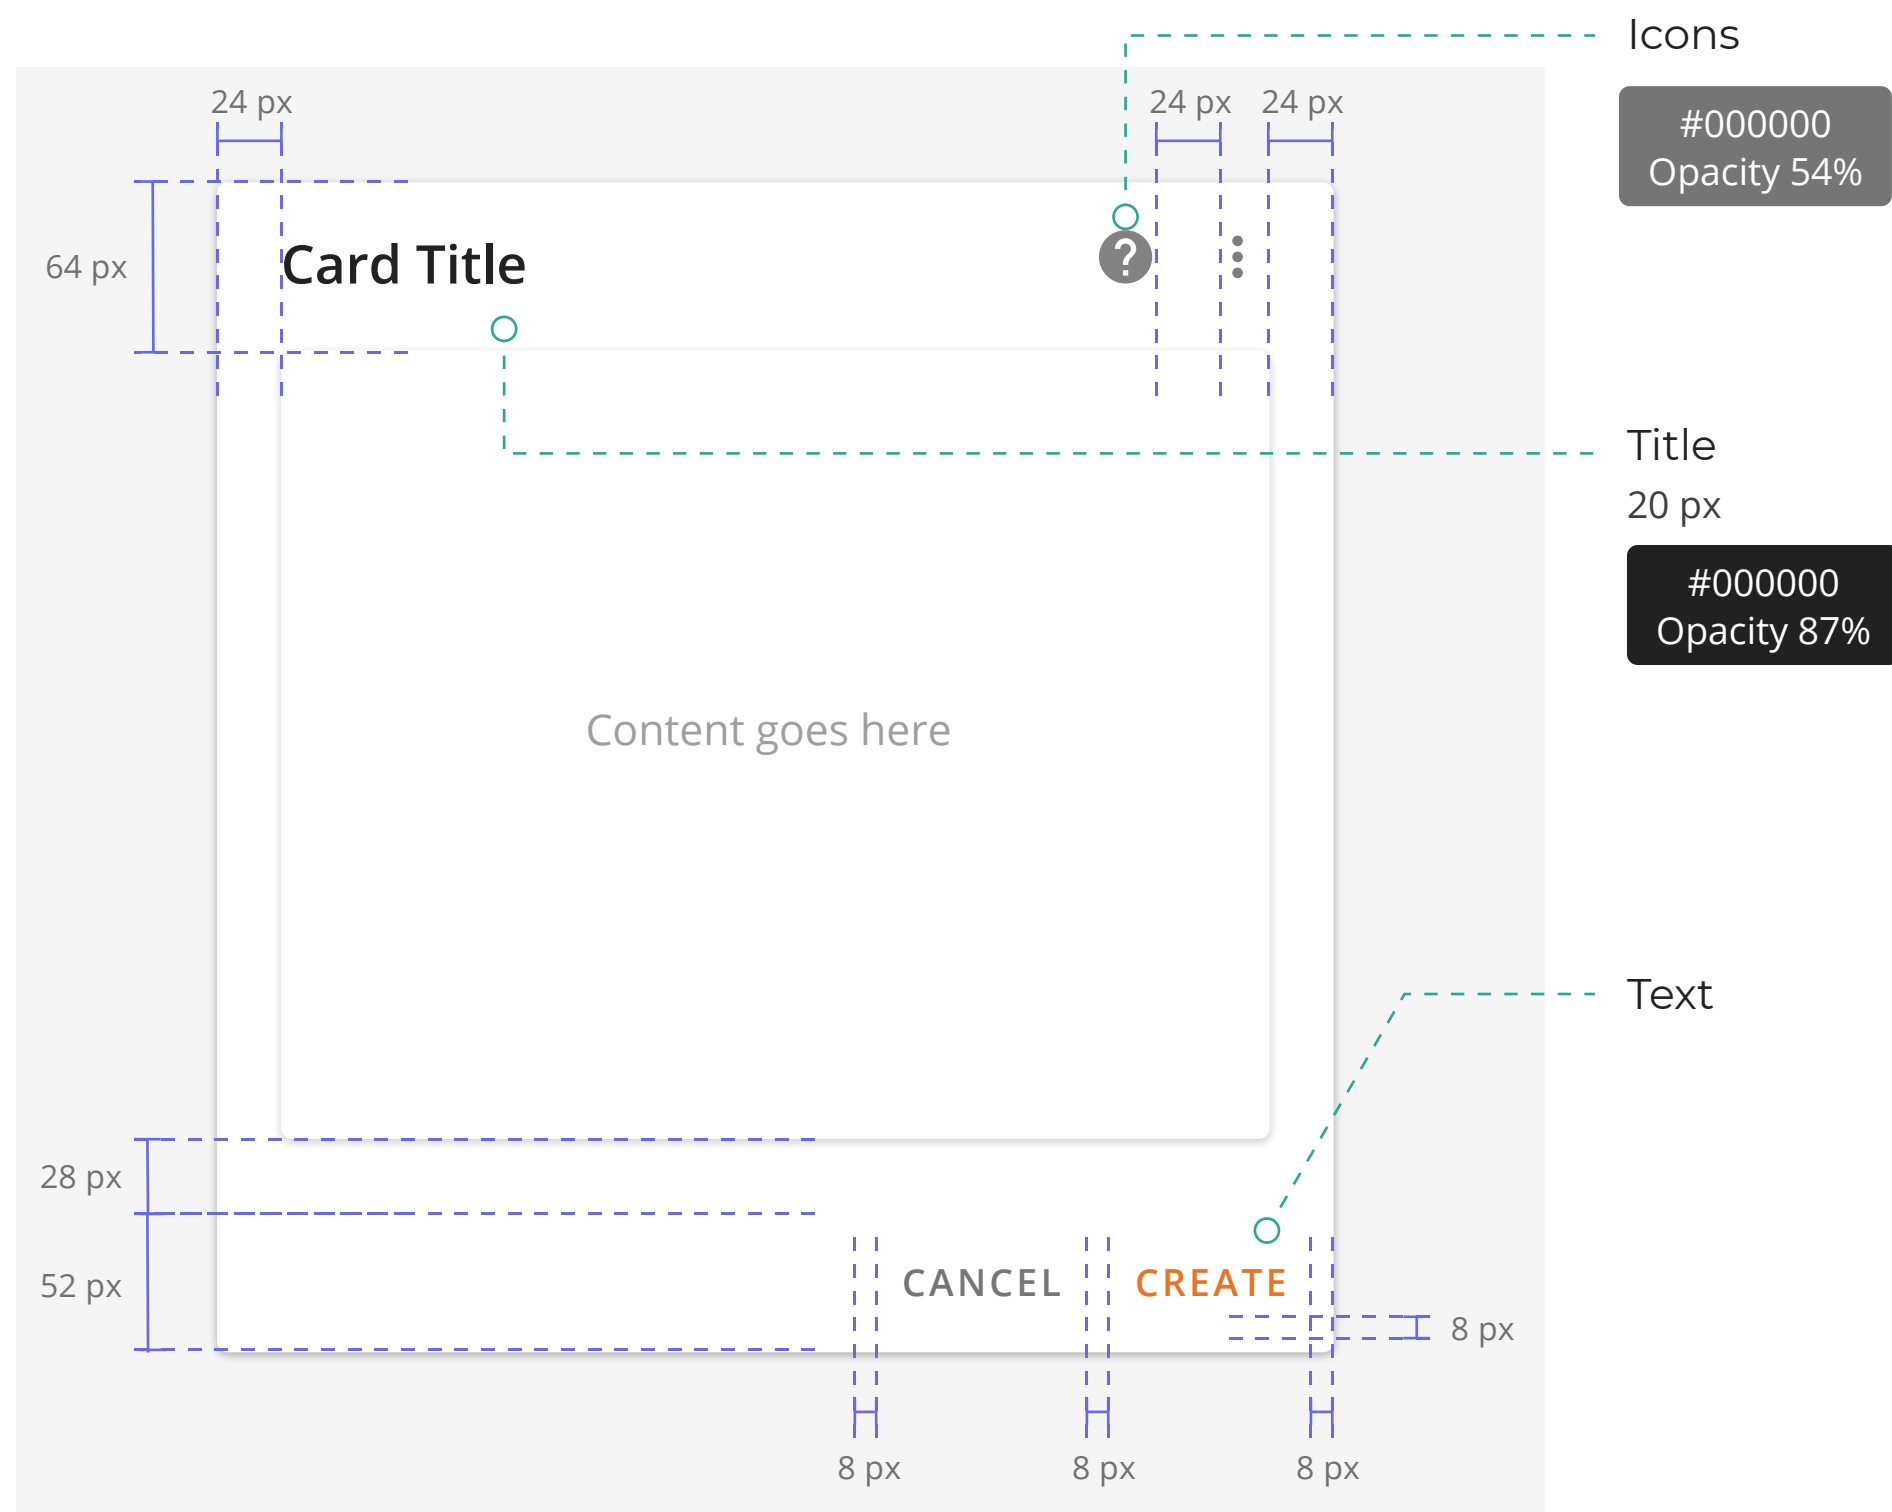 Icons
24 px
24 px
24 px
#000000
Opacity 54%
64 px
Card Title
?
Title
20 px
#000000
Opacity 87%
Content goes here
Text
28 px
52 px
CANCEL
CREATE
8 px
8 px
8 px
8 px